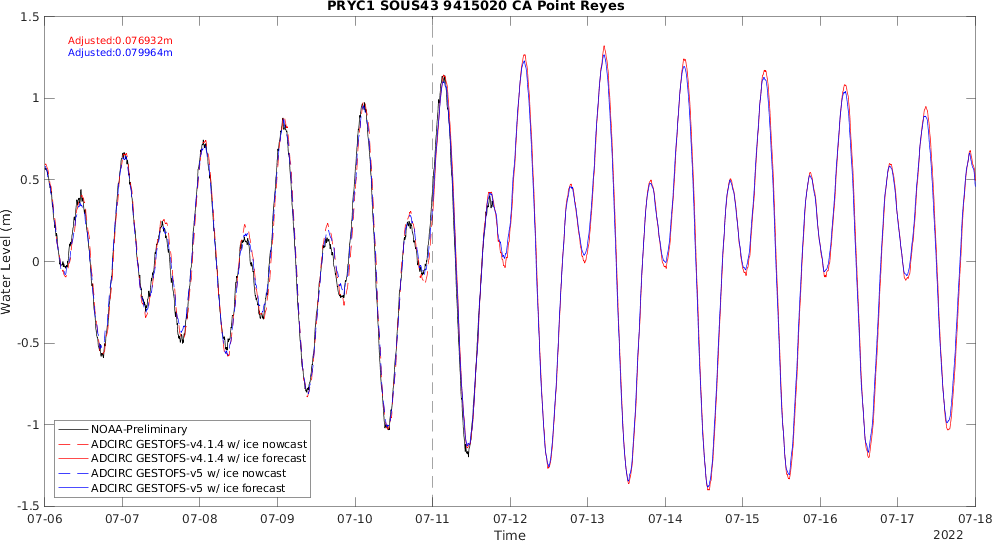 PRYC1 SOUS43 9415020 CA Point Reyes
Adjusted:0.076932m
Adjusted:0.079964m
Water Level (m)
1.5
1
0.5
0
-0.5
-1
-1.5
NOAA-Preliminary
ADCIRC GESTOFS-v4.1.4 w/ ice nowcast
ADCIRC GESTOFS-v4.1.4 w/ ice forecast
ADCIRC GESTOFS-v5 w/ ice nowcast
ADCIRC GESTOFS-v5 w/ ice forecast
07-06 07-07 07-08 07-09 07-10 07-11 07-12 07-13 07-14 07-15 07-16 07-17 07-18
Time
2022